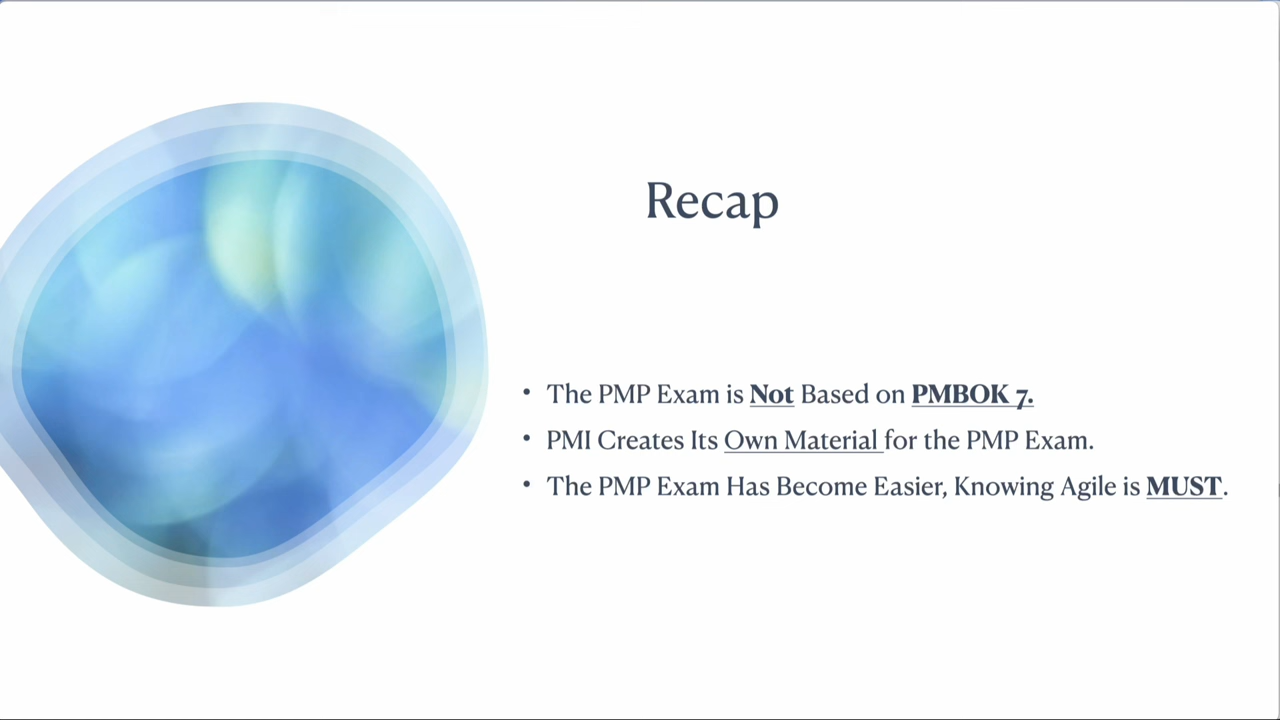 Recap
• The PMP Exam is Not Based on PMBOK 7.
• PMI Creates Its Own Material for the PMP Exam.
• The PMP Exam Has Become Easier, Knowing Agile is MUST.